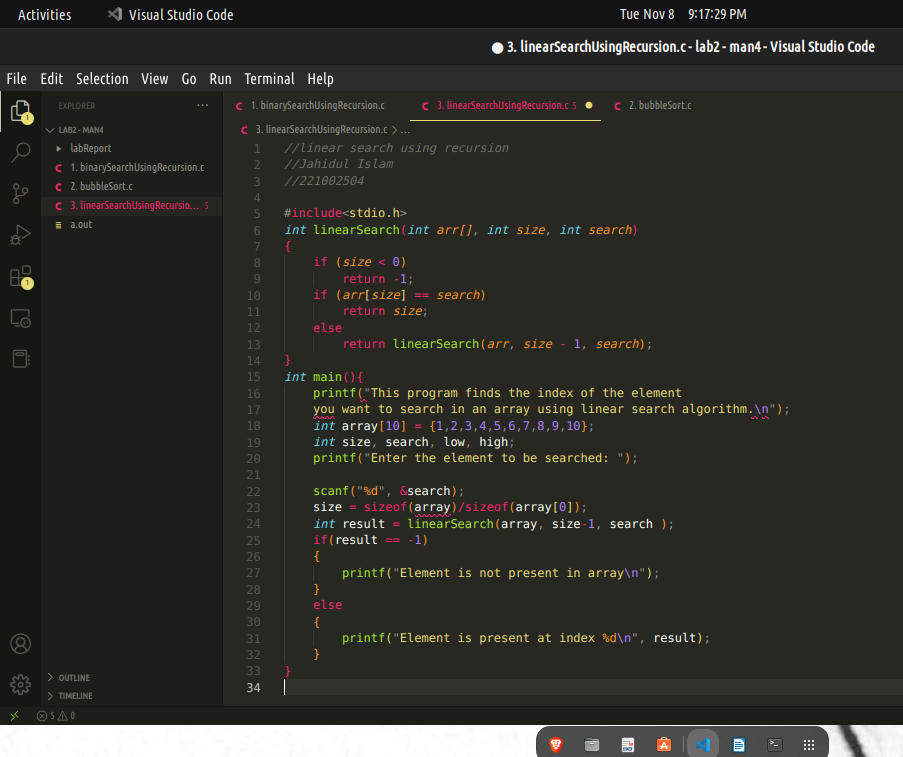 Activities Visual Studio Code Tue Nov 8 9:17:29 PM
● 3. linearSearchUsingRecursion.c - lab2 - man4 - Visual Studio Code
File Edit Selection View Go Run Terminal Help
EXPLORER ...
LAB2 - MAN4
labReport
C 1. binarySearchUsingRecursion.c
C 2. bubbleSort.c
C 3. linearSearchUsingRecursio... 5
a.out
OUTLINE
TIMELINE
C 1. binarySearchUsingRecursion.c C 3. linearSearchUsingRecursion.c 5 ● C 2. bubbleSort.c
C 3. linearSearchUsingRecursion.c > ...
1 //linear search using recursion
2 //Jahidul Islam
3 //221002504
4
5 #include<stdio.h>
6 int linearSearch(int arr[], int size, int search)
7 {
8     if (size < 0)
9         return -1;
10     if (arr[size] == search)
11         return size;
12     else
13         return linearSearch(arr, size - 1, search);
14 }
15 int main(){
16     printf("This program finds the index of the element
17     you want to search in an array using linear search algorithm.\n");
18     int array[10] = {1,2,3,4,5,6,7,8,9,10};
19     int size, search, low, high;
20     printf("Enter the element to be searched: ");
21
22     scanf("%d", &search);
23     size = sizeof(array)/sizeof(array[0]);
24     int result = linearSearch(array, size-1, search );
25     if(result == -1)
26     {
27         printf("Element is not present in array\n");
28     }
29     else
30     {
31         printf("Element is present at index %d\n", result);
32     }
33 }
34
5 0